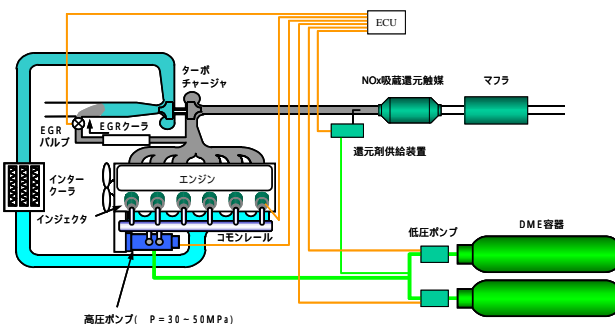 ECU
ターボ
チャージャ
NOx吸蔵還元触媒
マフラ
EGR
バルブ
EGRクーラ
還元剤供給装置
インター
クーラ
エンジン
インジェクタ
コモンレール
低圧ポンプ
DME容器
高圧ポンプ( P=30~50MPa)